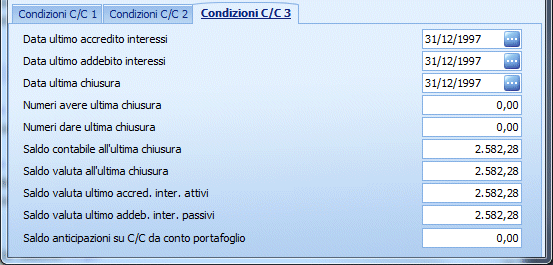 Condizioni C/C 1 Condizioni C/C 2 Condizioni C/C 3
Data ultimo accredito interessi 31/12/1997
Data ultimo addebito interessi 31/12/1997
Data ultima chiusura 31/12/1997
Numeri avere ultima chiusura 0,00
Numeri dare ultima chiusura 0,00
Saldo contabile all'ultima chiusura 2.582,28
Saldo valuta all'ultima chiusura 2.582,28
Saldo valuta ultimo accred. inter. attivi 2.582,28
Saldo valuta ultimo addeb. inter. passivi 2.582,28
Saldo anticipazioni su C/C da conto portafoglio 0,00